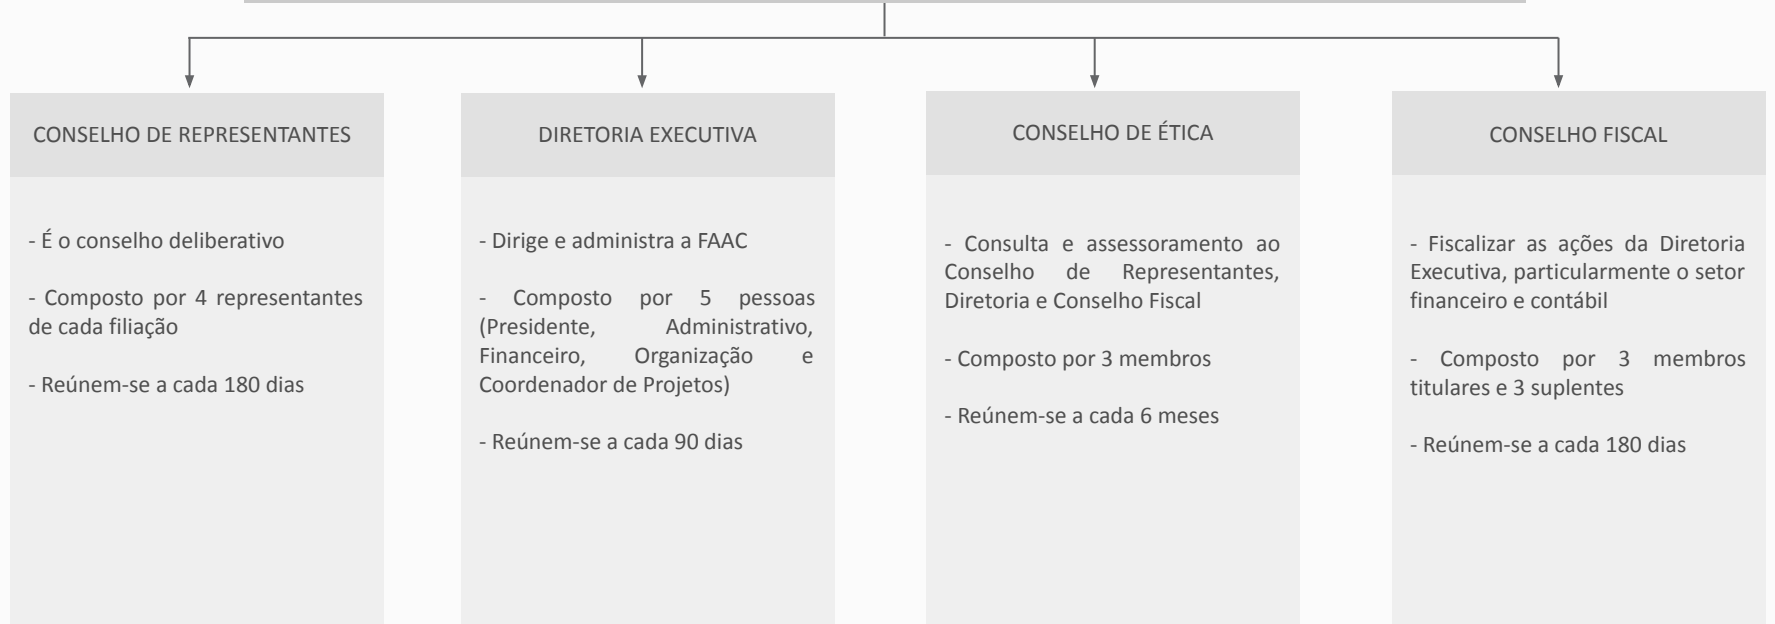 CONSELHO DE REPRESENTANTES
- É o conselho deliberativo
- Composto por 4 representantes
de cada filiação
- Reúnem-se a cada 180 dias
DIRETORIA EXECUTIVA
- Dirige e administra a FAAC
- Composto por 5 pessoas
(Presidente, Administrativo,
Financeiro, Organização e
Coordenador de Projetos)
- Reúnem-se a cada 90 dias
CONSELHO DE ÉTICA
- Consulta e assessoramento ao
Conselho de Representantes,
Diretoria e Conselho Fiscal
- Composto por 3 membros
- Reúnem-se a cada 6 meses
CONSELHO FISCAL
- Fiscalizar as ações da Diretoria
Executiva, particularmente o setor
financeiro e contábil
- Composto por 3 membros
titulares e 3 suplentes
- Reúnem-se a cada 180 dias